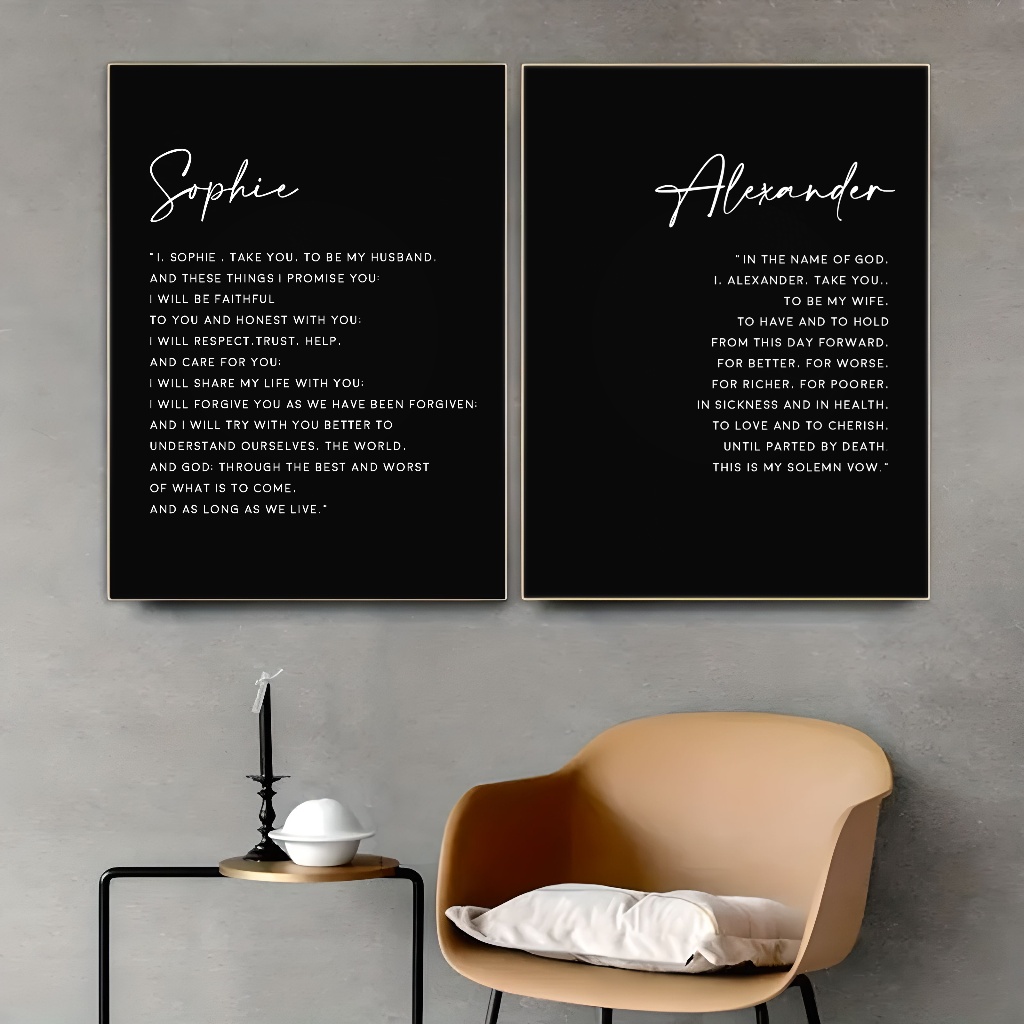 Sophie
"I, SOPHIE , TAKE YOU, TO BE MY HUSBAND,
AND THESE THINGS I PROMISE YOU:
I WILL BE FAITHFUL
TO YOU AND HONEST WITH YOU;
I WILL RESPECT,TRUST, HELP,
AND CARE FOR YOU;
I WILL SHARE MY LIFE WITH YOU;
I WILL FORGIVE YOU AS WE HAVE BEEN FORGIVEN;
AND I WILL TRY WITH YOU BETTER TO
UNDERSTAND OURSELVES, THE WORLD,
AND GOD; THROUGH THE BEST AND WORST
OF WHAT IS TO COME,
AND AS LONG AS WE LIVE."
Alexander
"IN THE NAME OF GOD,
I, ALEXANDER, TAKE YOU,,
TO BE MY WIFE,
TO HAVE AND TO HOLD
FROM THIS DAY FORWARD,
FOR BETTER, FOR WORSE,
FOR RICHER, FOR POORER,
IN SICKNESS AND IN HEALTH,
TO LOVE AND TO CHERISH,
UNTIL PARTED BY DEATH.
THIS IS MY SOLEMN VOW."